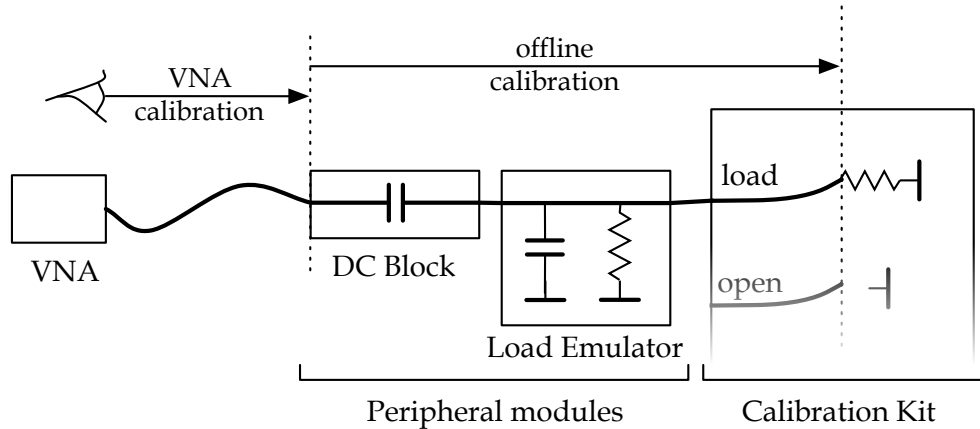 VNA
calibration
offline
calibration
load
open
VNA
DC Block
Load Emulator
Peripheral modules
Calibration Kit